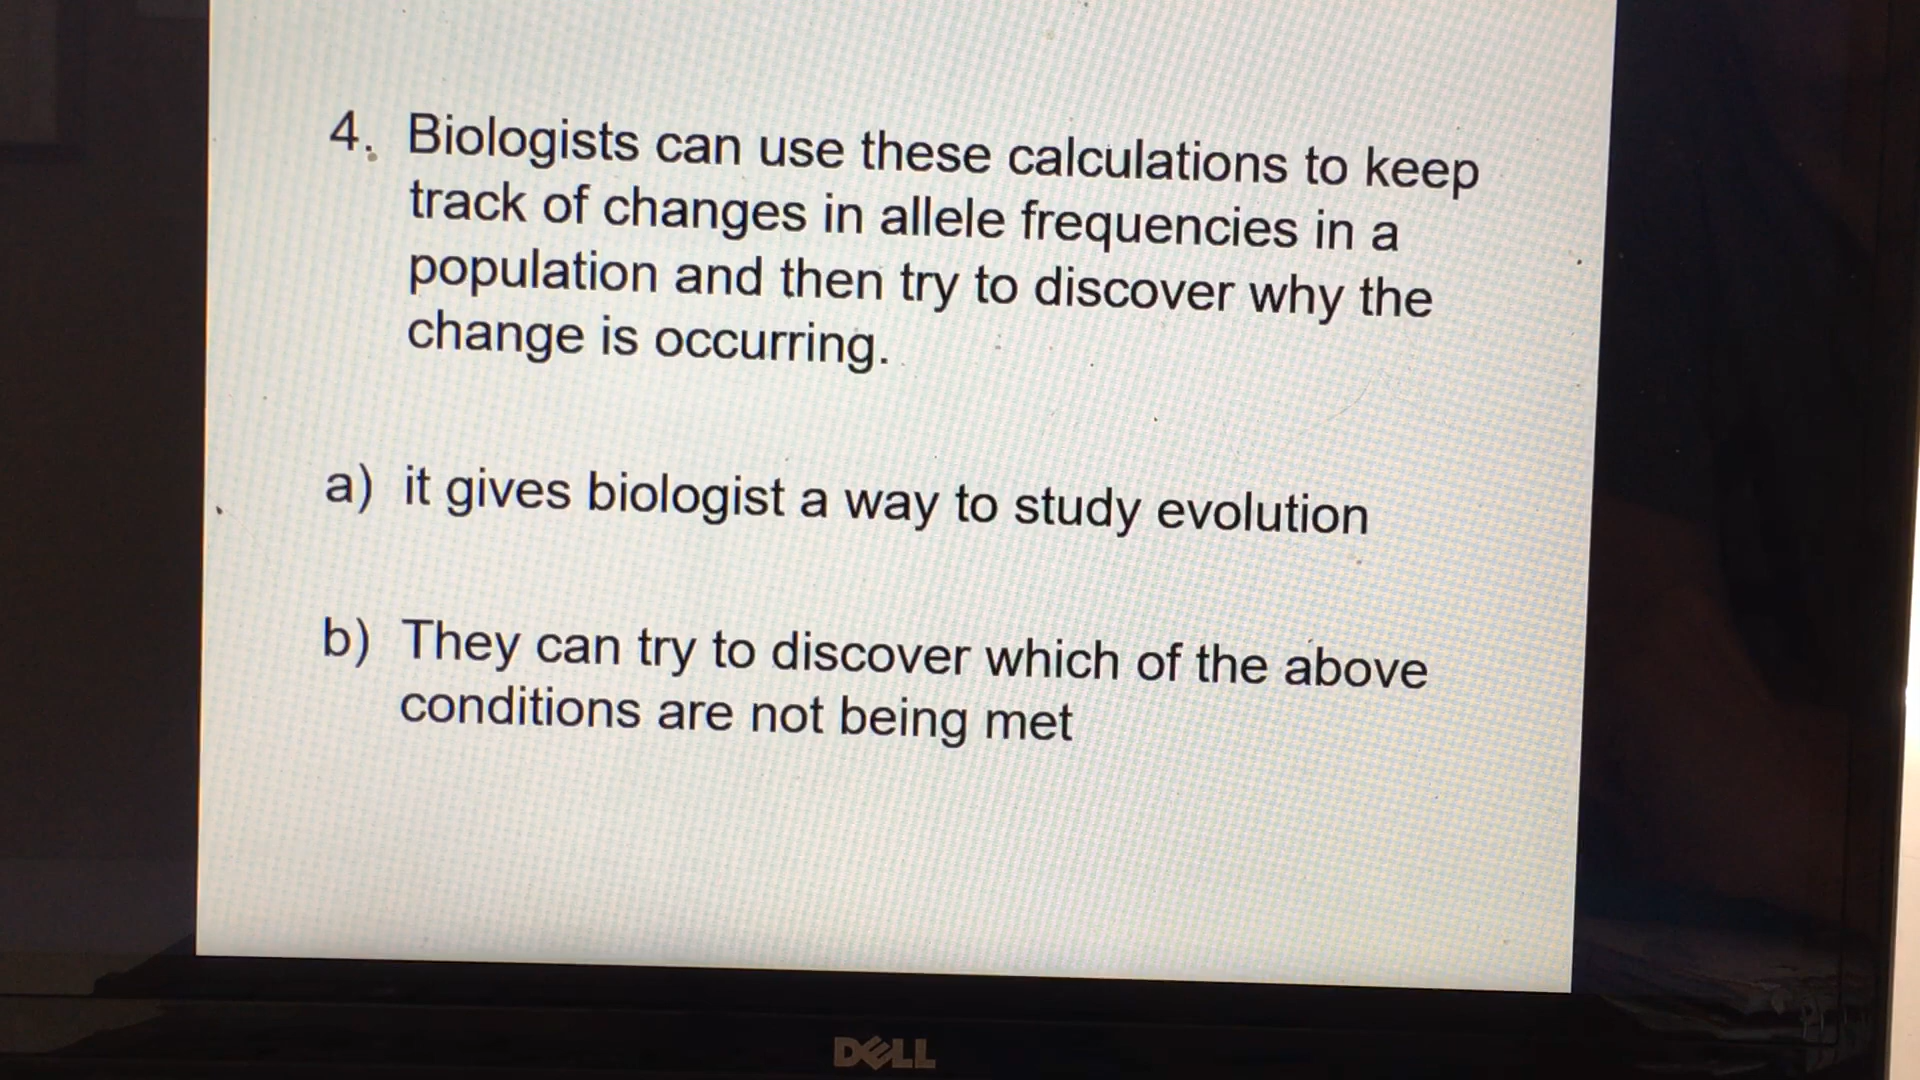 4. Biologists can use these calculations to keep
track of changes in allele frequencies in a
population and then try to discover why the
change is occurring.
a) it gives biologist a way to study evolution
b) They can try to discover which of the above
conditions are not being met
DELL